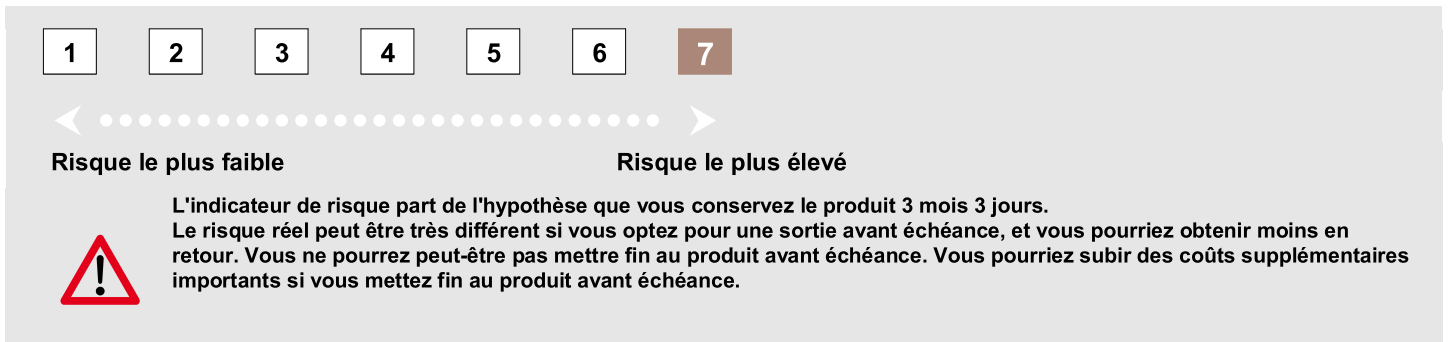 1 2 3 4 5 6 7
Risque le plus faible Risque le plus élevé
L'indicateur de risque part de l'hypothèse que vous conservez le produit 3 mois 3 jours.
Le risque réel peut être très différent si vous optez pour une sortie avant échéance, et vous pourriez obtenir moins en
retour. Vous ne pourrez peut-être pas mettre fin au produit avant échéance. Vous pourriez subir des coûts supplémentaires
importants si vous mettez fin au produit avant échéance.